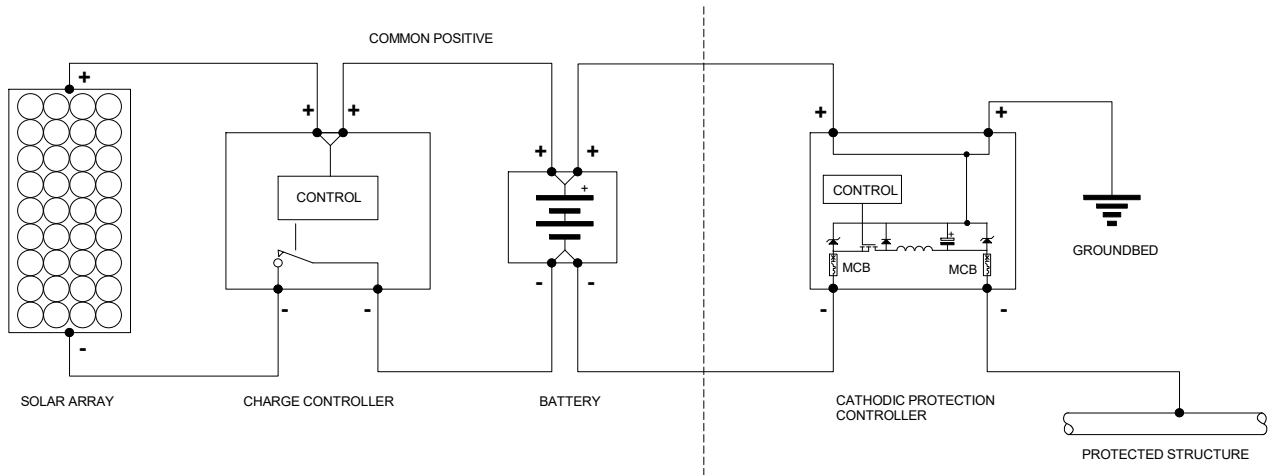 COMMON POSITIVE
+
+
+
+
+
+
+
CONTROL
+
CONTROL
+
MCB
MCB
GROUNDBED
-
-
-
-
-
-
-
SOLAR ARRAY
CHARGE CONTROLLER
BATTERY
CATHODIC PROTECTION
CONTROLLER
PROTECTED STRUCTURE